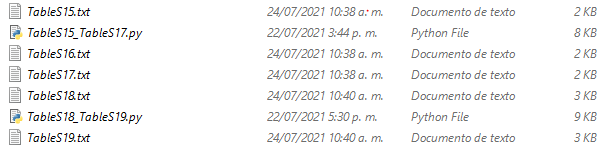 TableS15.txt 24/07/2021 10:38 a. m. Documento de texto 2 KB
TableS15_TableS17.py 22/07/2021 3:44 p. m. Python File 8 KB
TableS16.txt 24/07/2021 10:38 a. m. Documento de texto 2 KB
TableS17.txt 24/07/2021 10:38 a. m. Documento de texto 2 KB
TableS18.txt 24/07/2021 10:40 a. m. Documento de texto 3 KB
TableS18_TableS19.py 22/07/2021 5:30 p. m. Python File 9 KB
TableS19.txt 24/07/2021 10:40 a. m. Documento de texto 3 KB